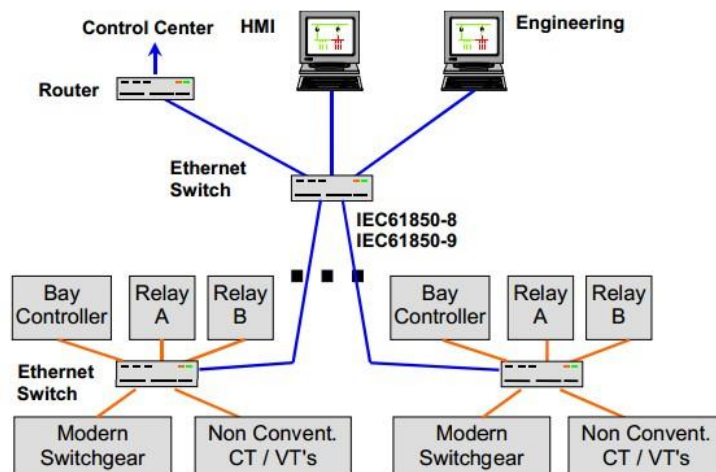 Control Center
HMI
Engineering
Router
Ethernet
Switch
IEC61850-8
IEC61850-9
Bay
Controller
Relay
A
Relay
B
Bay
Controller
Relay
A
Relay
B
Ethernet
Switch
Modern
Switchgear
Non Convent.
CT / VT's
Modern
Switchgear
Non Convent.
CT / VT's